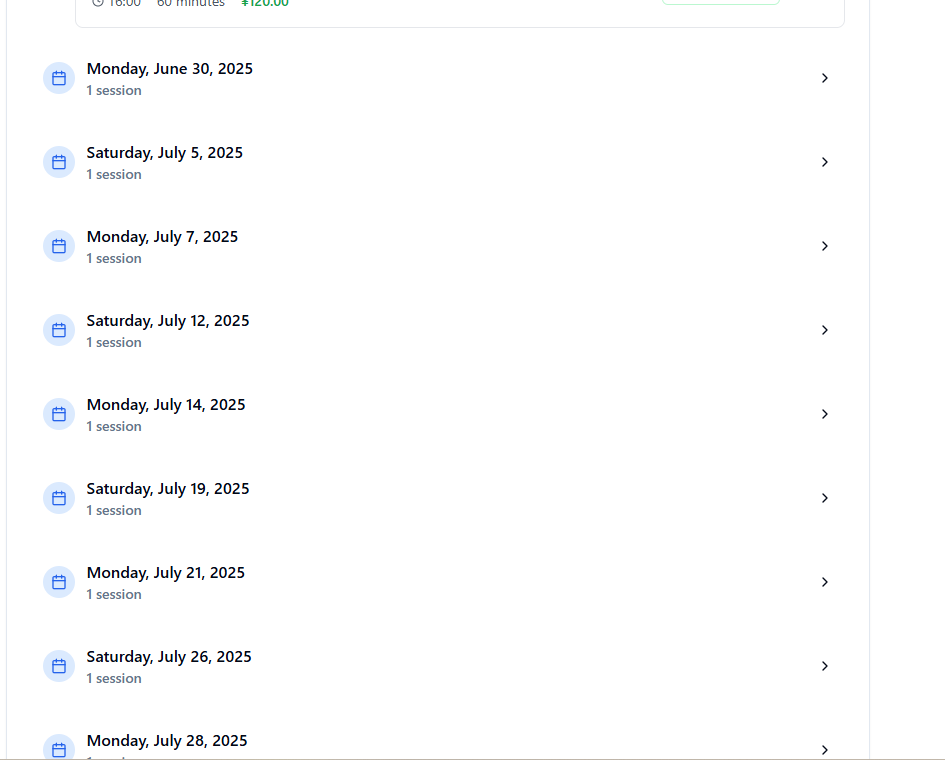 16:00 60 minutes ¥120.00
Monday, June 30, 2025
1 session
Saturday, July 5, 2025
1 session
Monday, July 7, 2025
1 session
Saturday, July 12, 2025
1 session
Monday, July 14, 2025
1 session
Saturday, July 19, 2025
1 session
Monday, July 21, 2025
1 session
Saturday, July 26, 2025
1 session
Monday, July 28, 2025